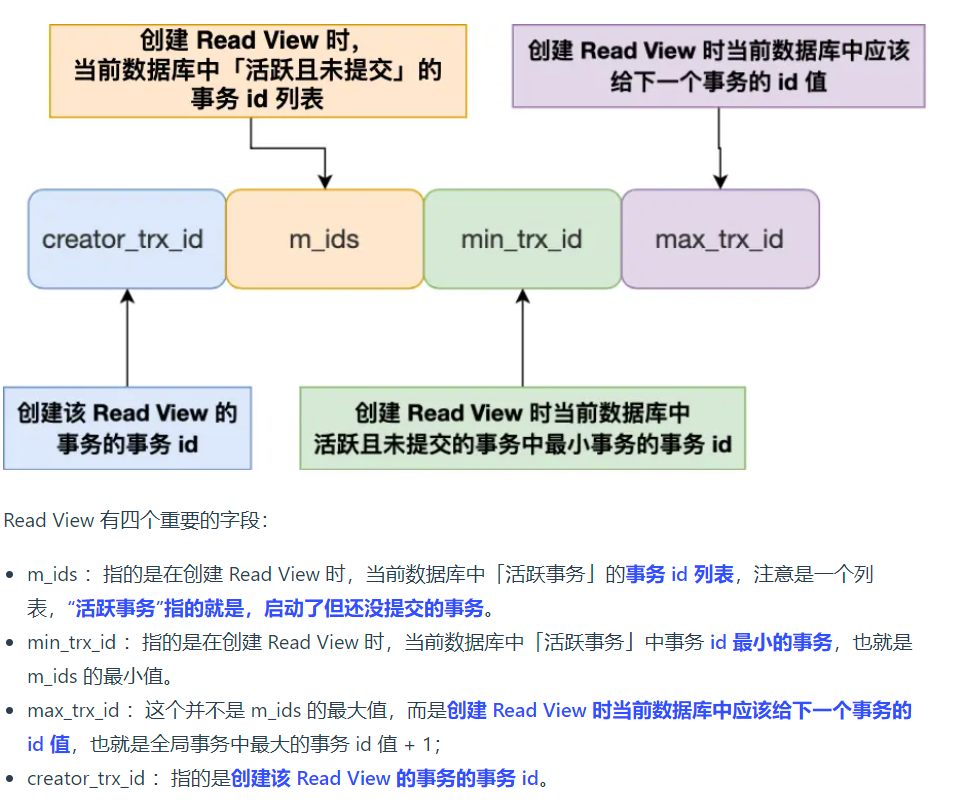 创建 Read View 时，
当前数据库中「活跃且未提交」的
事务 id 列表
创建 Read View 时当前数据库中应该
给下一个事务的 id 值
creator_trx_id
m_ids
min_trx_id
max_trx_id
创建该 Read View 的
事务的事务 id
创建 Read View 时当前数据库中
活跃且未提交的事务中最小事务的事务 id
Read View 有四个重要的字段：
• m_ids ：指的是在创建 Read View 时，当前数据库中「活跃事务」的事务 id 列表，注意是一个列
表，“活跃事务”指的就是，启动了但还没提交的事务。
• min_trx_id ：指的是在创建 Read View 时，当前数据库中「活跃事务」中事务 id 最小的事务，也就是
m_ids 的最小值。
• max_trx_id ：这个并不是 m_ids 的最大值，而是创建 Read View 时当前数据库中应该给下一个事务的
id 值，也就是全局事务中最大的事务 id 值 + 1；
• creator_trx_id ：指的是创建该 Read View 的事务的事务 id。